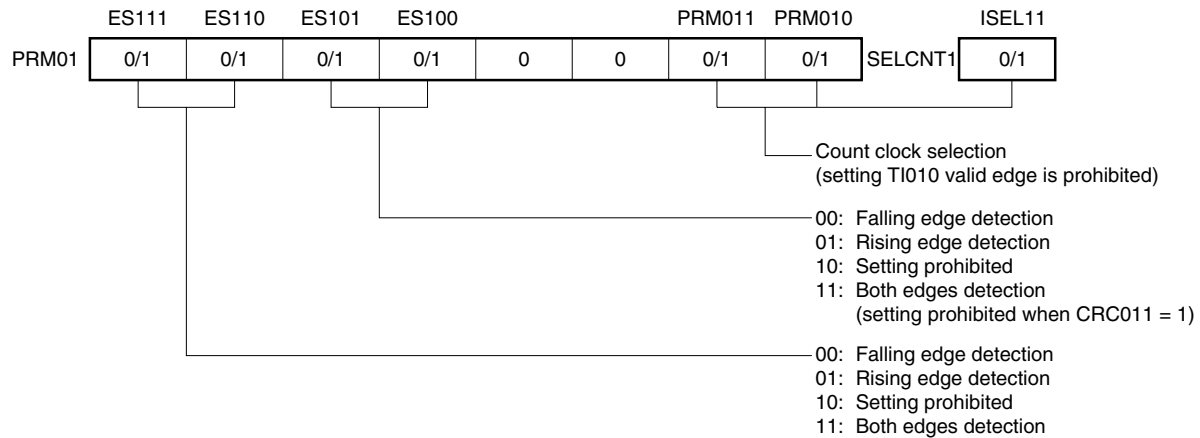 ES111 ES110 ES101 ES100 PRM011 PRM010 ISEL11
PRM01 0/1 0/1 0/1 0/1 0 0 0/1 0/1 SELCNT1 0/1
Count clock selection
(setting TI010 valid edge is prohibited)
00: Falling edge detection
01: Rising edge detection
10: Setting prohibited
11: Both edges detection
(setting prohibited when CRC011 = 1)
00: Falling edge detection
01: Rising edge detection
10: Setting prohibited
11: Both edges detection